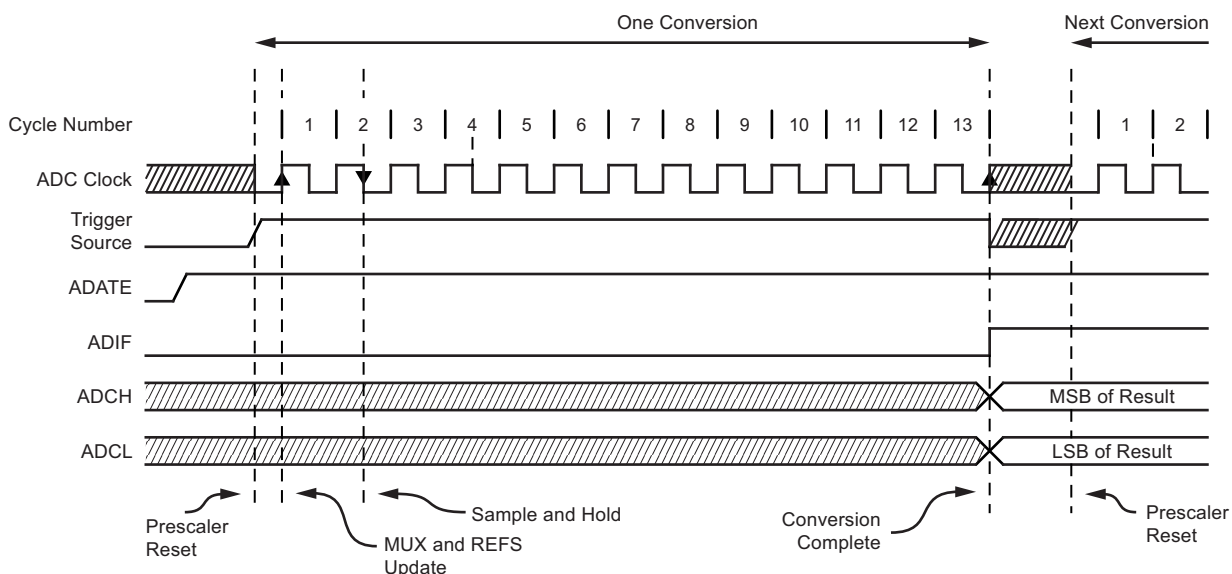 One Conversion
Next Conversion
Cycle Number
1 2 3 4 5 6 7 8 9 10 11 12 13
1 2
ADC Clock
Trigger
Source
ADATE
ADIF
ADCH
MSB of Result
ADCL
LSB of Result
Prescaler
Reset
MUX and REFS
Update
Sample and Hold
Conversion
Complete
Prescaler
Reset